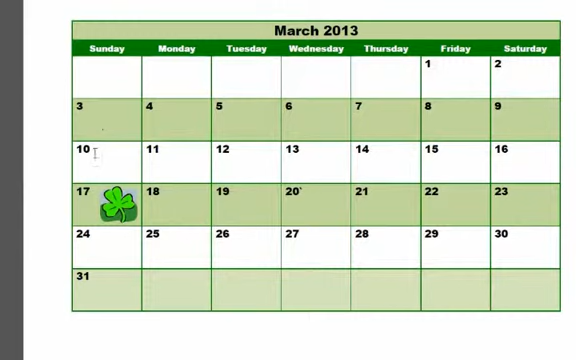 March 2013
Sunday Monday Tuesday Wednesday Thursday Friday Saturday
1 2
3 4 5 6 7 8 9
10 11 12 13 14 15 16
17 18 19 20 21 22 23
24 25 26 27 28 29 30
31